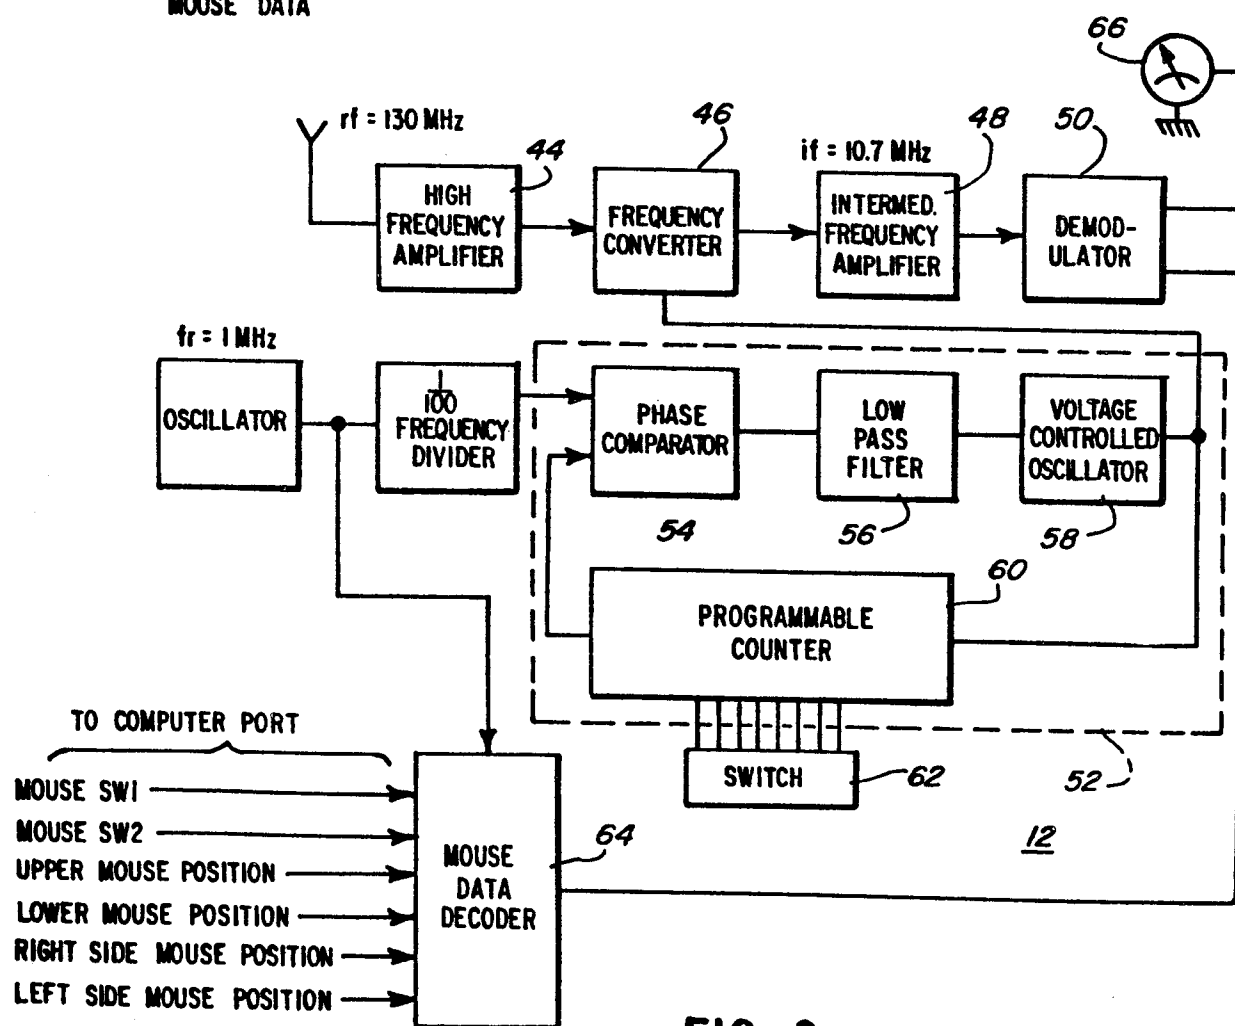 MOUSE DATA
66
rf = 130 MHz
44
46
if = 10.7 MHz
48
50
HIGH
FREQUENCY
AMPLIFIER
FREQUENCY
CONVERTER
INTERMED.
FREQUENCY
AMPLIFIER
DEMOD-
ULATOR
fr = 1 MHz
OSCILLATOR
1
100
FREQUENCY
DIVIDER
PHASE
COMPARATOR
LOW
PASS
FILTER
VOLTAGE
CONTROLLED
OSCILLATOR
54
56
58
60
PROGRAMMABLE
COUNTER
SWITCH
62
52
12
TO COMPUTER PORT
MOUSE SW1
MOUSE SW2
UPPER MOUSE POSITION
LOWER MOUSE POSITION
RIGHT SIDE MOUSE POSITION
LEFT SIDE MOUSE POSITION
64
MOUSE
DATA
DECODER